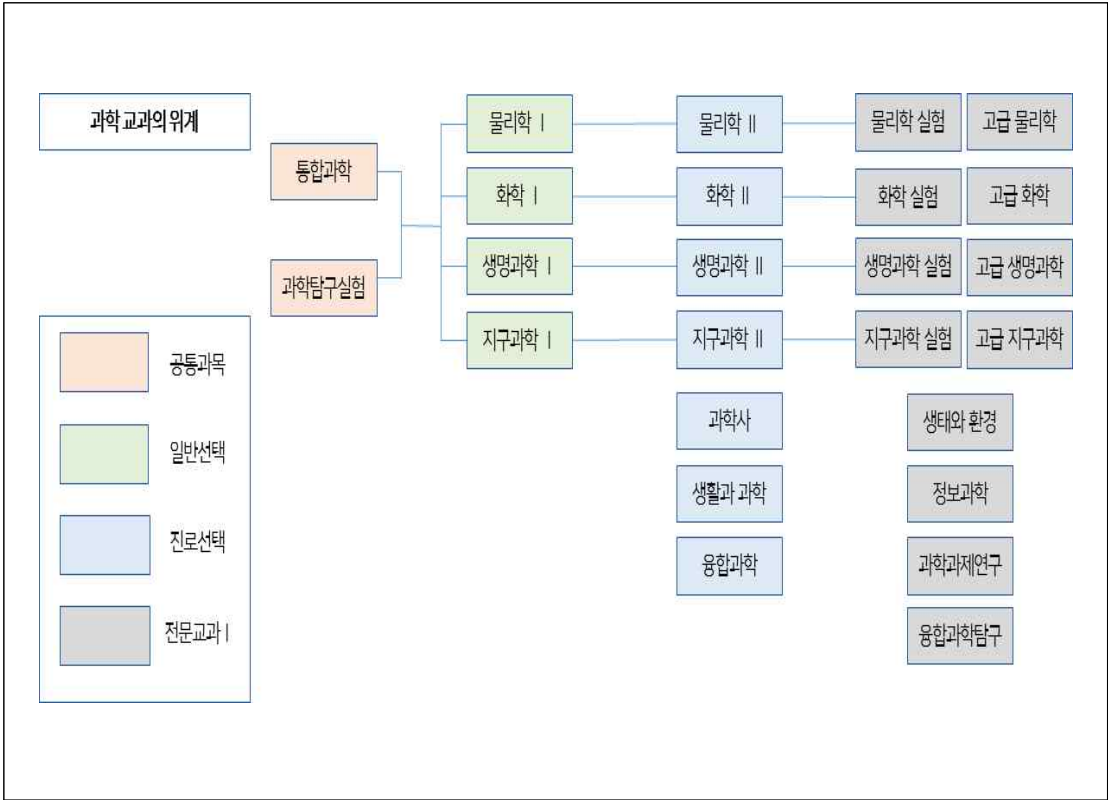 과학 교과의 위계
통합과학
과학탐구실험
공통과목
일반선택
진로선택
전문교과Ⅰ
물리학 Ⅰ
물리학 Ⅱ
물리학 실험
고급 물리학
화학 Ⅰ
화학 Ⅱ
화학 실험
고급 화학
생명과학 Ⅰ
생명과학 Ⅱ
생명과학 실험
고급 생명과학
지구과학 Ⅰ
지구과학 Ⅱ
지구과학 실험
고급 지구과학
과학사
생태와 환경
생활과 과학
정보과학
융합과학
과학과제연구
융합과학탐구